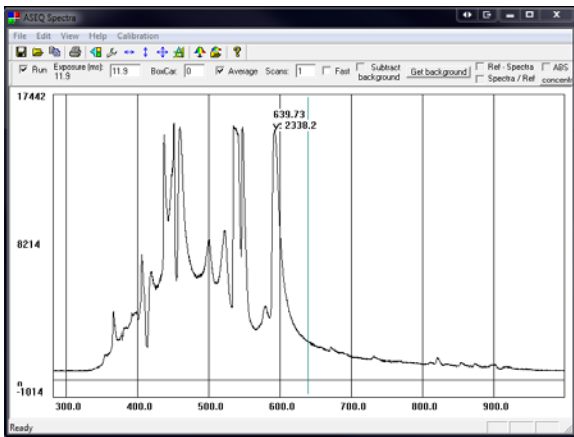 ASEQ Spectra
File Edit View Help Calibration
Run Exposure (ms): 11.9 BoxCar: 0 Average Scans: 1 Fast Subtract Get background Ref - Spectra ABS
11.9 background Spectra / Ref concentr
17442
639.73
Y: 2338.2
8214
0
-1014
300.0 400.0 500.0 600.0 700.0 800.0 900.0
Ready